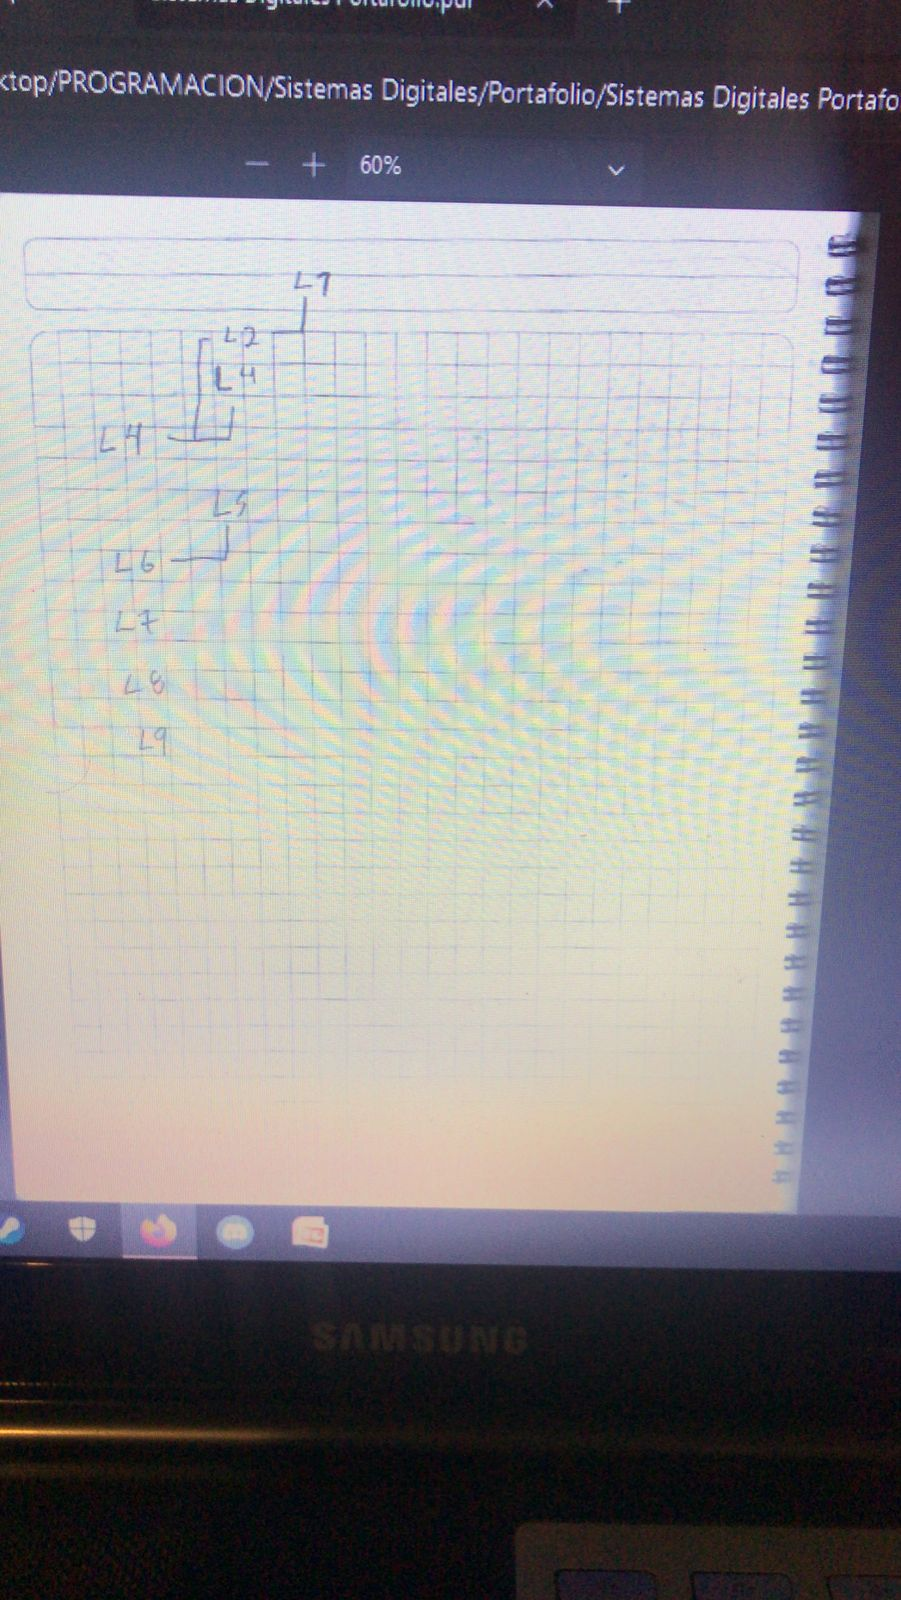 ktop/PROGRAMACION/Sistemas Digitales/Portafolio/Sistemas Digitales Portafo
60%
L1
L2
L4
L4
L5
L6
L7
L8
L9
SAMSUNG